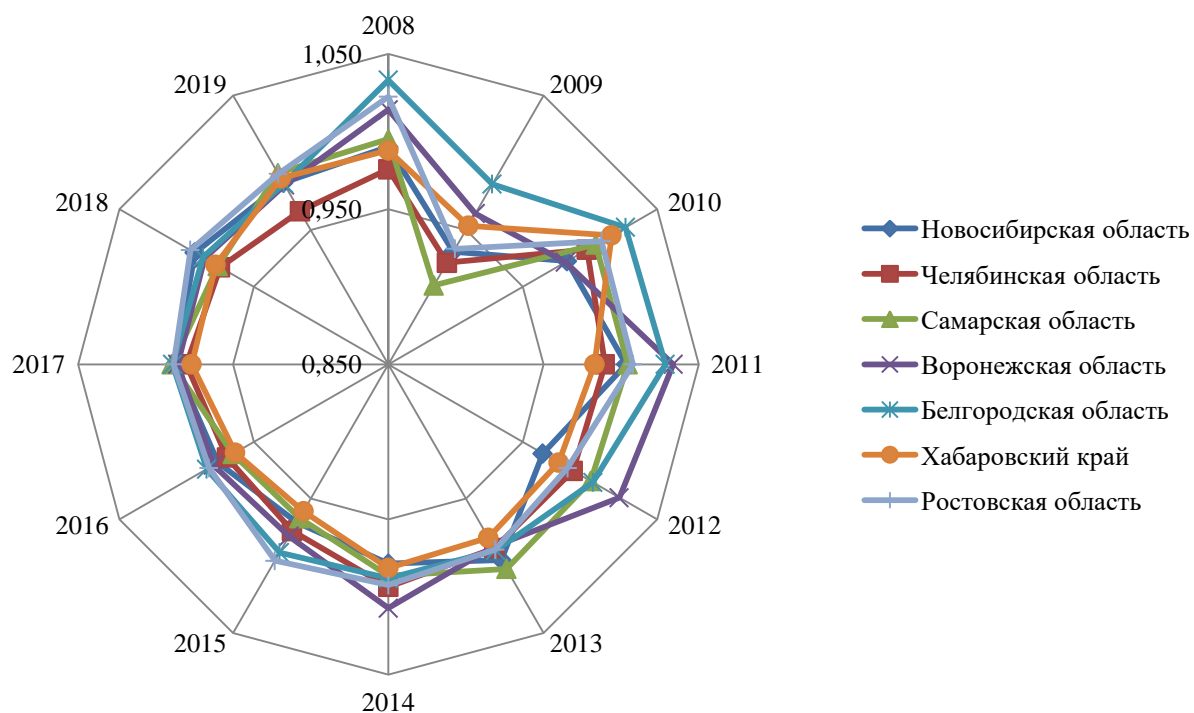 2008
1,050
2019
2009
2018
0,950
2010
Новосибирская область
Челябинская область
Самарская область
2017
0,850
2011
Воронежская область
Белгородская область
Хабаровский край
Ростовская область
2016
2012
2015
2013
2014